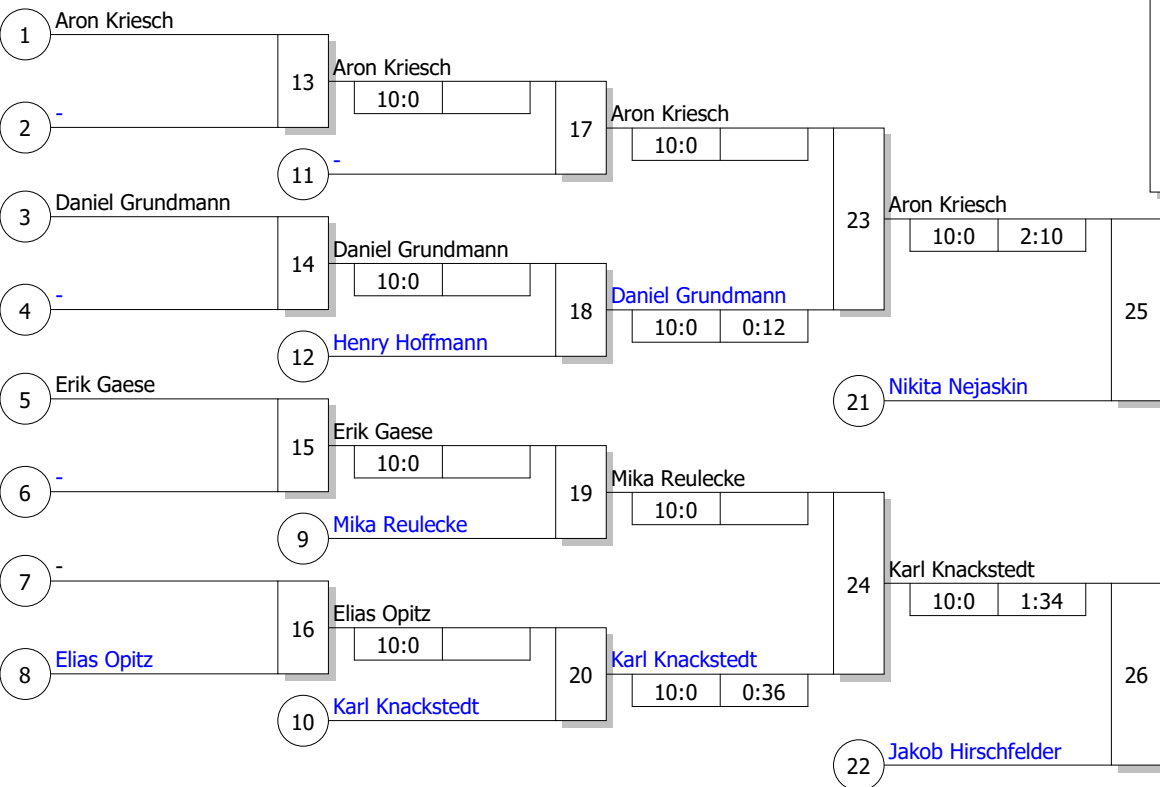 1 Aron Kriesch
13
Aron Kriesch
10:0
2 -
17
Aron Kriesch
10:0
11 -
3 Daniel Grundmann
23
Aron Kriesch
10:0 2:10
14
Daniel Grundmann
10:0
4 -
18
Daniel Grundmann
10:0 0:12
25
12 Henry Hoffmann
5 Erik Gaese
21 Nikita Nejaskin
15
Erik Gaese
10:0
6 -
19
Mika Reulecke
10:0
9 Mika Reulecke
7 -
24
Karl Knackstedt
10:0 1:34
16
Elias Opitz
10:0
8 Elias Opitz
20
Karl Knackstedt
10:0 0:36
26
10 Karl Knackstedt
22 Jakob Hirschfelder